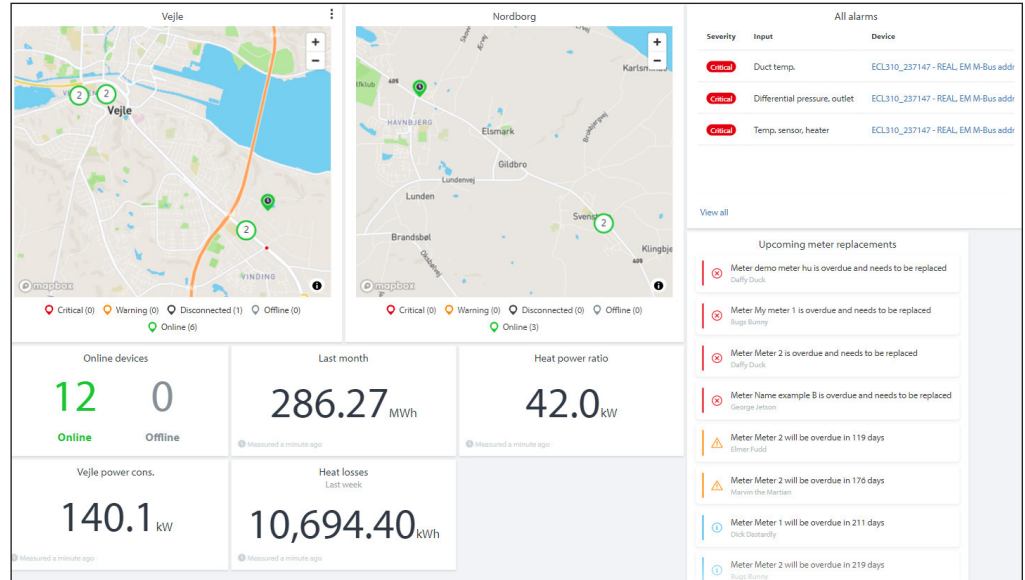 Vejle
+
−
2
2
Vejle
2
VINDING
mapbox
Critical (0) Warning (0) Disconnected (1) Offline (0)
Online (6)
Nordborg
+
−
405
HAVNBJERG
Elsmark
Brokbjergvej
Gildbro
Lundenvej
Lunden
2
Brandsbøl
Klingbje
405
mapbox
Critical (0) Warning (0) Disconnected (0) Offline (0)
Online (3)
All alarms
Severity Input Device
Critical Duct temp. ECL310_237147 - REAL, EM M-Bus addr
Critical Differential pressure, outlet ECL310_237147 - REAL, EM M-Bus addr
Critical Temp. sensor, heater ECL310_237147 - REAL, EM M-Bus addr
View all
Online devices
12 0
Online Offline
Last month
286.27 MWh
Measured a minute ago
Heat power ratio
42.0 kW
Measured a minute ago
Vejle power cons.
140.1 kW
Measured a minute ago
Heat losses
Last week
10,694.40 kWh
Measured a minute ago
Upcoming meter replacements
Meter demo meter hu is overdue and needs to be replaced
Daffy Duck
Meter My meter 1 is overdue and needs to be replaced
Bugs Bunny
Meter Meter 2 is overdue and needs to be replaced
Daffy Duck
Meter Name example B is overdue and needs to be replaced
George Jetson
Meter Meter 2 will be overdue in 119 days
Elmer Fudd
Meter Meter 2 will be overdue in 176 days
Marvin the Martian
Meter Meter 1 will be overdue in 211 days
Dick Dastardly
Meter Meter 2 will be overdue in 219 days
Bugs Bunny